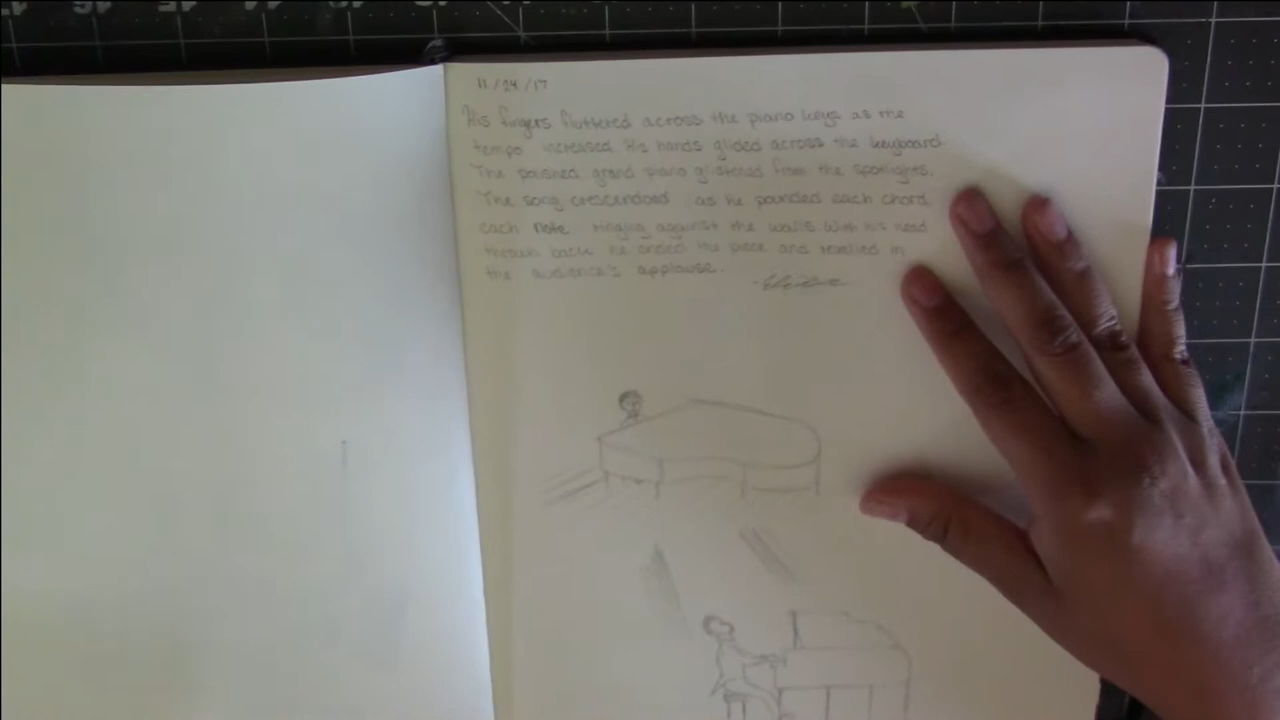 11/24/17
His fingers fluttered across the piano keys as the
tempo increased. His hands glided across the keyboard.
The polished grand piano glistened from the spotlights.
The song crescendoed as he pounded each chord,
each note ringing against the walls. With his head
thrown back he ended the piece and revelled in
the audience's applause.